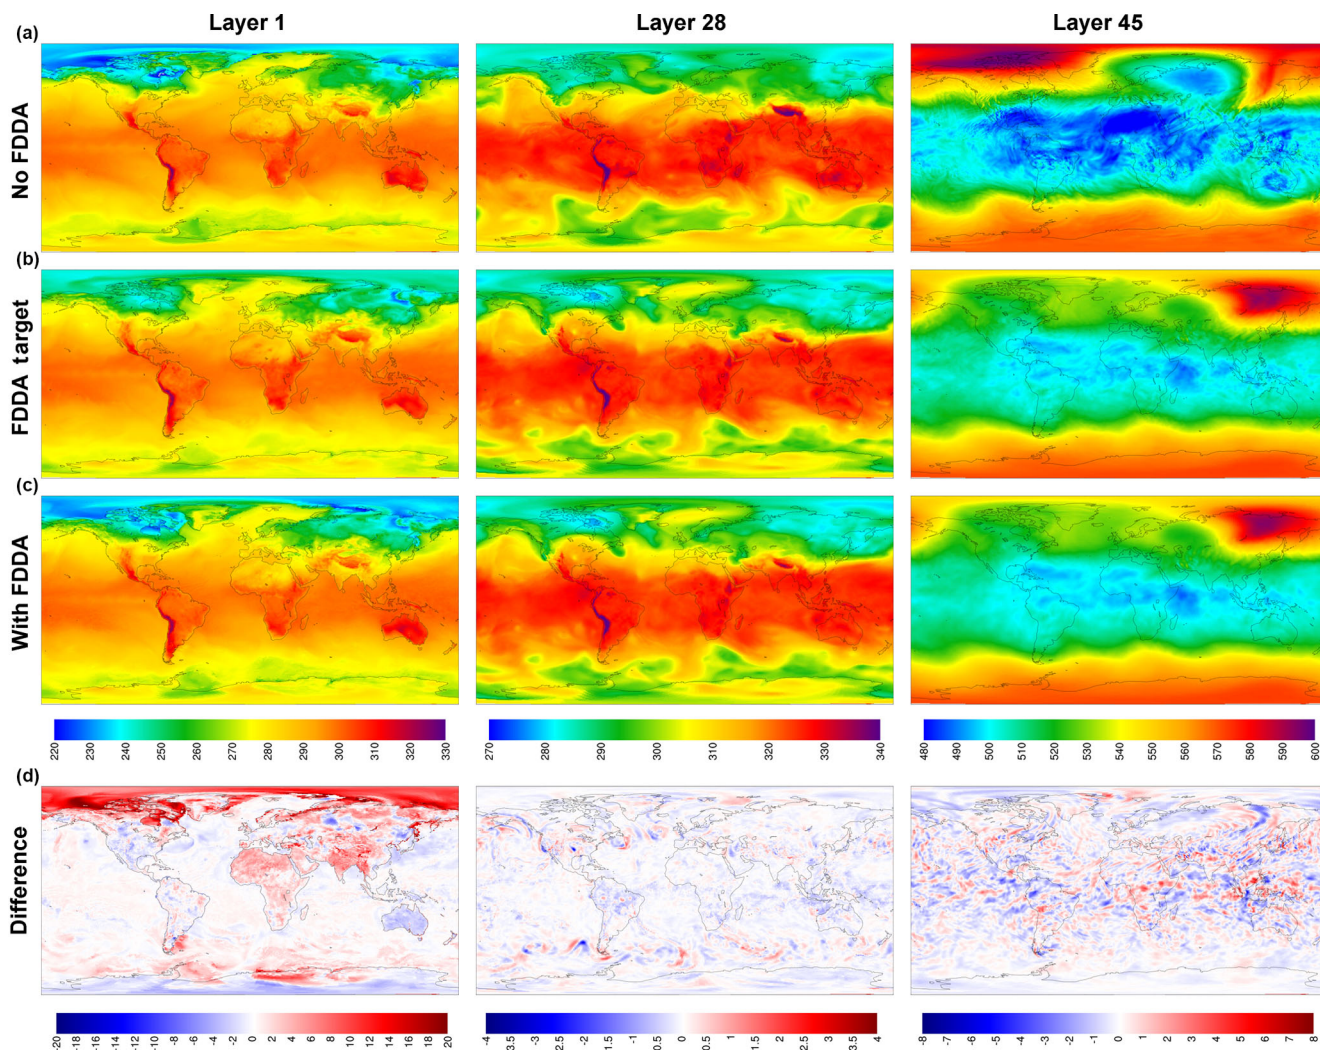 Layer 1 Layer 28 Layer 45
(a)
No FDDA
(b)
FDDA target
(c)
With FDDA
220 230 240 250 260 270 280 290 300 310 320 330
270 280 290 300 310 320 330 340
480 490 500 510 520 530 540 550 560 570 580 590 600
(d)
Difference
-20 -18 -16 -14 -12 -10 -8 -6 -4 -2 0 2 4 6 8 10 12 14 16 18 20
-4 -3.5 -3 -2.5 -2 -1.5 -1 -0.5 0 0.5 1 1.5 2 2.5 3 3.5 4
-8 -7 -6 -5 -4 -3 -2 -1 0 1 2 3 4 5 6 7 8